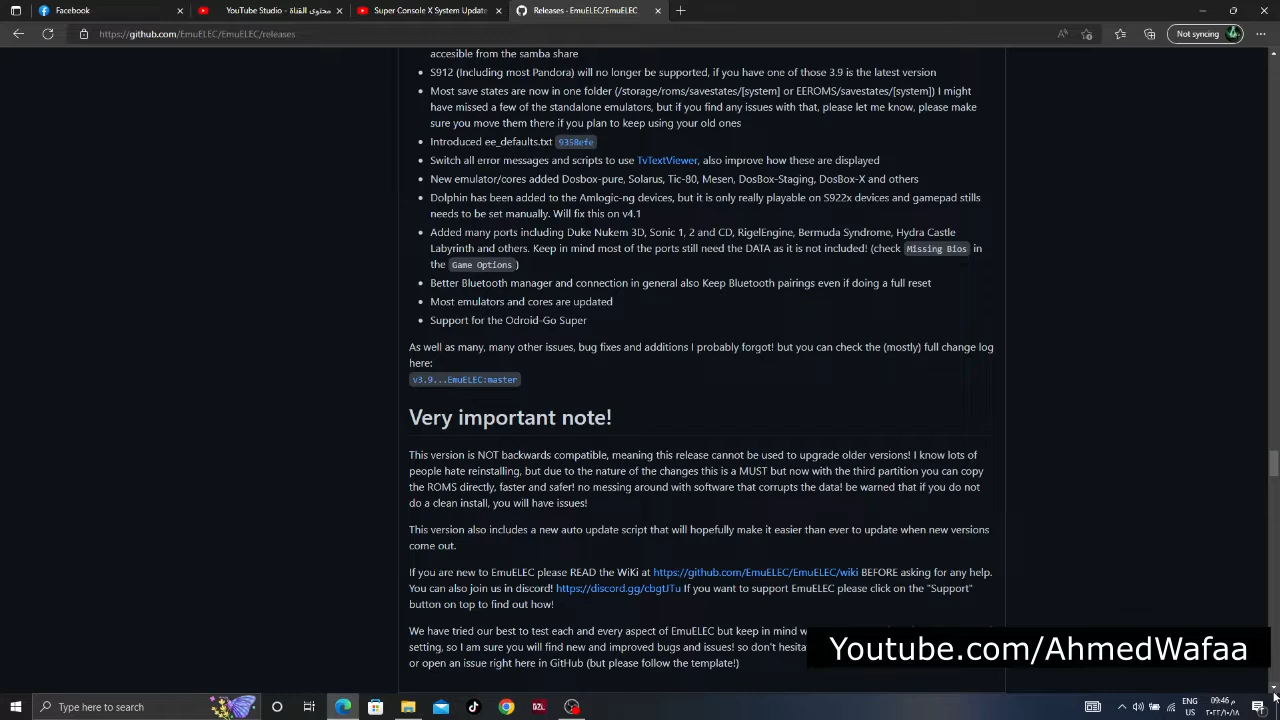 Facebook
YouTube Studio - محتوى القناة
Super Console X System Update
Releases · EmuELEC/EmuELEC
https://github.com/EmuELEC/EmuELEC/releases
Not syncing
accesible from the samba share
S912 (Including most Pandora) will no longer be supported, if you have one of those 3.9 is the latest version
Most save states are now in one folder (/storage/roms/savestates/[system] or EEROMS/savestates/[system]) I might
have missed a few of the standalone emulators, but if you find any issues with that, please let me know, please make
sure you move them there if you plan to keep using your old ones
Introduced ee_defaults.txt 9358efe
Switch all error messages and scripts to use TvTextViewer, also improve how these are displayed
New emulator/cores added Dosbox-pure, Solarus, Tic-80, Mesen, DosBox-Staging, DosBox-X and others
Dolphin has been added to the Amlogic-ng devices, but it is only really playable on S922x devices and gamepad stills
needs to be set manually. Will fix this on v4.1
Added many ports including Duke Nukem 3D, Sonic 1, 2 and CD, RigelEngine, Bermuda Syndrome, Hydra Castle
Labyrinth and others. Keep in mind most of the ports still need the DATA as it is not included! (check Missing Bios in
the Game Options )
Better Bluetooth manager and connection in general also Keep Bluetooth pairings even if doing a full reset
Most emulators and cores are updated
Support for the Odroid-Go Super
As well as many, many other issues, bug fixes and additions I probably forgot! but you can check the (mostly) full change log
here:
v3.9...EmuELEC:master
Very important note!
This version is NOT backwards compatible, meaning this release cannot be used to upgrade older versions! I know lots of
people hate reinstalling, but due to the nature of the changes this is a MUST but now with the third partition you can copy
the ROMS directly, faster and safer! no messing around with software that corrupts the data! be warned that if you do not
do a clean install, you will have issues!
This version also includes a new auto update script that will hopefully make it easier than ever to update when new versions
come out.
If you are new to EmuELEC please READ the WiKi at https://github.com/EmuELEC/EmuELEC/wiki BEFORE asking for any help.
You can also join us in discord! https://discord.gg/cbgtJTu If you want to support EmuELEC please click on the "Support"
button on top to find out how!
We have tried our best to test each and every aspect of EmuELEC but keep in mind
setting, so I am sure you will find new and improved bugs and issues! so don't
or open an issue right here in GitHub (but please follow the template!)
Youtube.com/AhmedWafaa
Type here to search
DZL
ENG
US
09:46 م